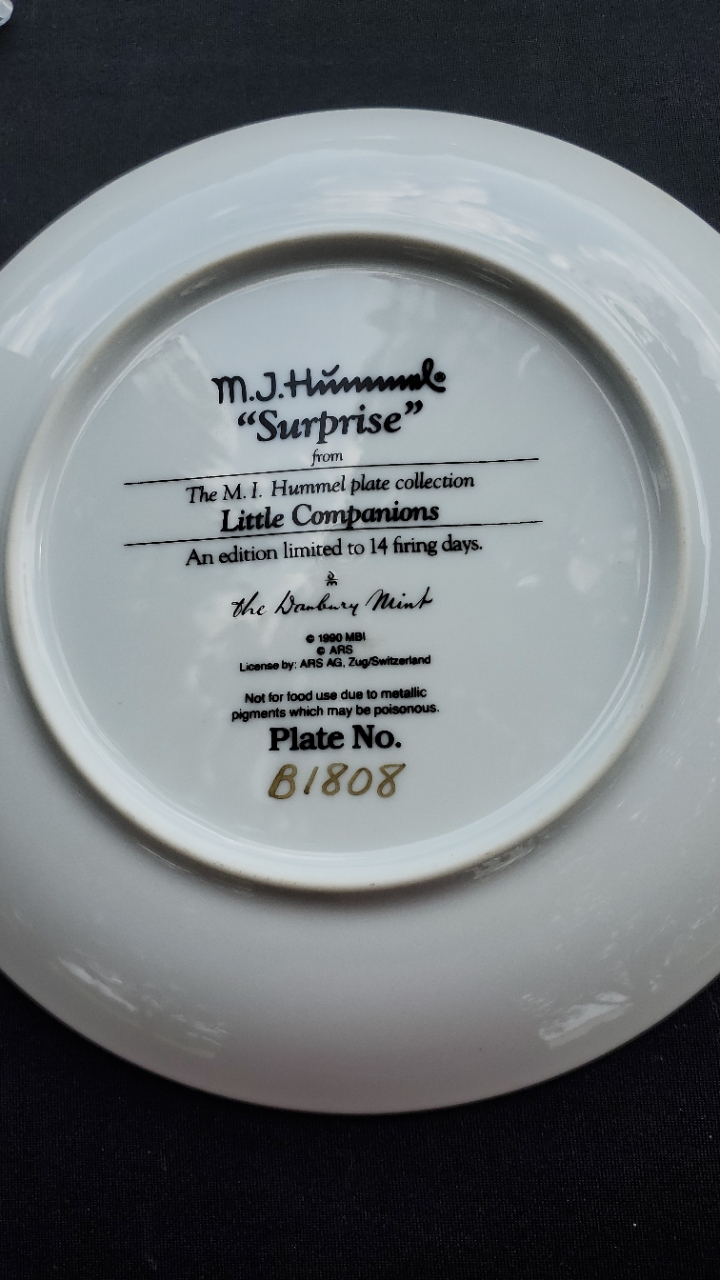 M.J.Hummel®
“Surprise”
from
The M. I. Hummel plate collection
Little Companions
An edition limited to 14 firing days.
the Danbury Mint
© 1990 MBI
© ARS
License by: ARS AG, Zug/Switzerland
Not for food use due to metallic
pigments which may be poisonous.
Plate No.
B1808